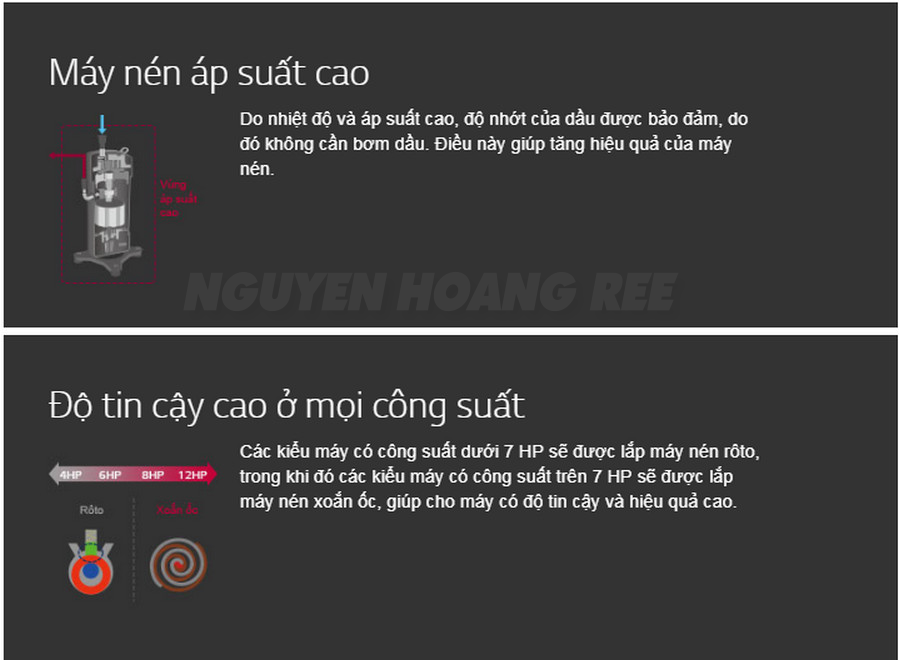 Máy nén áp suất cao
Do nhiệt độ và áp suất cao, độ nhớt của dầu được bảo đảm, do
đó không cần bơm dầu. Điều này giúp tăng hiệu quả của máy
nén.
Vùng
áp suất
cao
NGUYEN HOANG REE
Độ tin cậy cao ở mọi công suất
Các kiểu máy có công suất dưới 7 HP sẽ được lắp máy nén rôto,
trong khi đó các kiểu máy có công suất trên 7 HP sẽ được lắp
máy nén xoắn ốc, giúp cho máy có độ tin cậy và hiệu quả cao.
4HP 6HP 8HP 12HP
Rôto Xoắn ốc